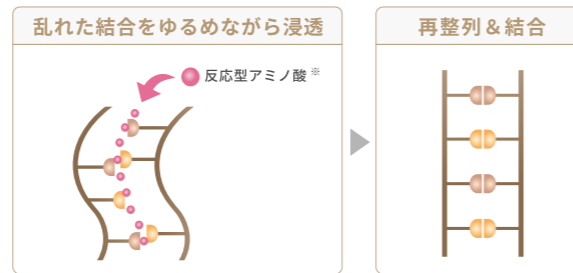 乱れた結合をゆるめながら浸透
再整列＆結合
反応型アミノ酸※